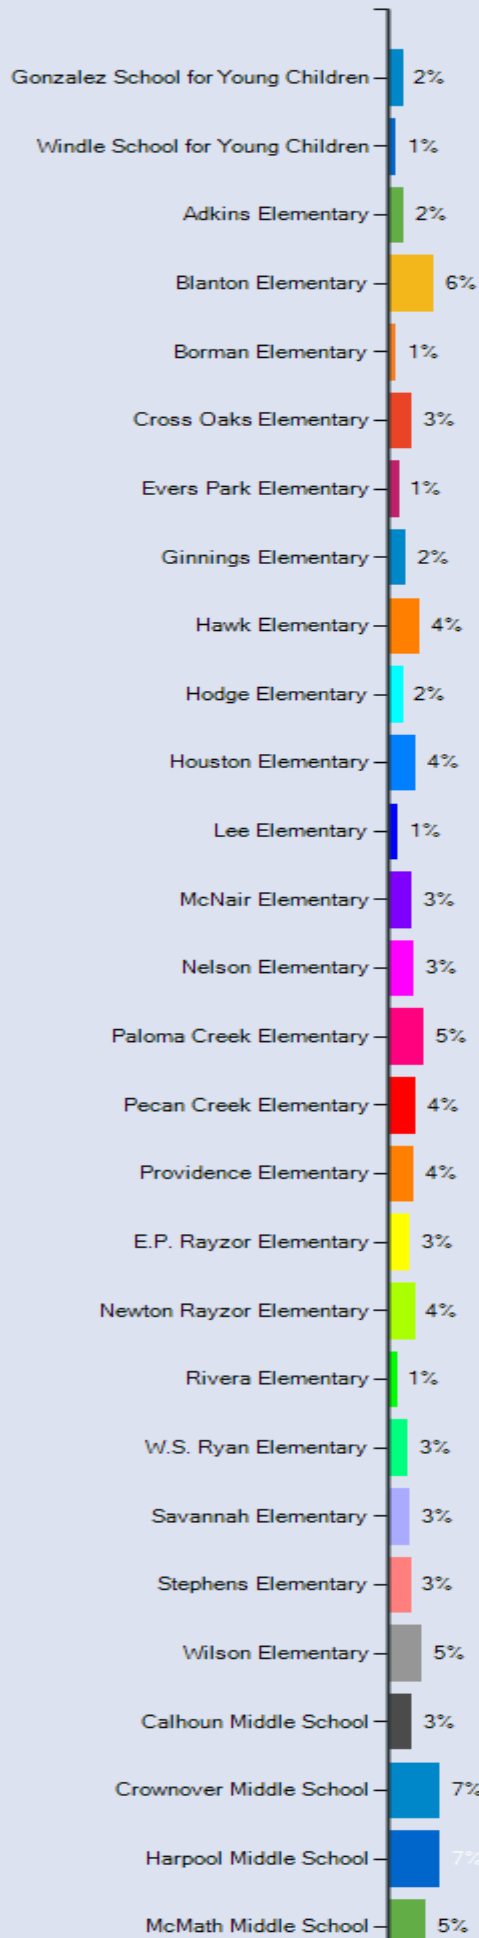 Gonzalez School for Young Children 2%
Windle School for Young Children 1%
Adkins Elementary 2%
Blanton Elementary 6%
Borman Elementary 1%
Cross Oaks Elementary 3%
Evers Park Elementary 1%
Ginnings Elementary 2%
Hawk Elementary 4%
Hodge Elementary 2%
Houston Elementary 4%
Lee Elementary 1%
McNair Elementary 3%
Nelson Elementary 3%
Paloma Creek Elementary 5%
Pecan Creek Elementary 4%
Providence Elementary 4%
E.P. Rayzor Elementary 3%
Newton Rayzor Elementary 4%
Rivera Elementary 1%
W.S. Ryan Elementary 3%
Savannah Elementary 3%
Stephens Elementary 3%
Wilson Elementary 5%
Calhoun Middle School 3%
Crownover Middle School 7%
Harpool Middle School 7%
McMath Middle School 5%